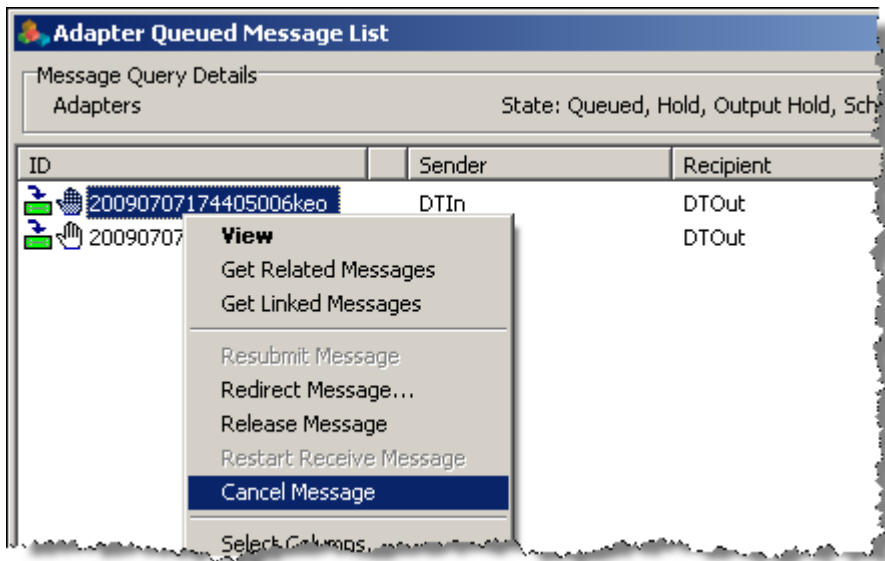 Adapter Queued Message List
Message Query Details
Adapters State: Queued, Hold, Output Hold, Sch
ID Sender Recipient
20090707174405006keo DTIn DTOut
20090707 DTOut
View
Get Related Messages
Get Linked Messages
Resubmit Message
Redirect Message...
Release Message
Restart Receive Message
Cancel Message
Select Columns